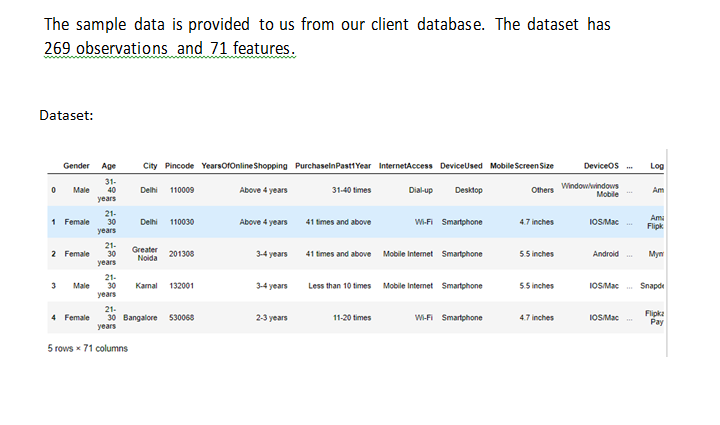 The sample data is provided to us from our client database. The dataset has
269 observations and 71 features.
Dataset:
Gender Age City Pincode YearsOfOnlineShopping PurchaseInPast1Year InternetAccess DeviceUsed MobileScreenSize DeviceOS ... Log
0 Male 31-40 years Delhi 110009 Above 4 years 31-40 times Dial-up Desktop Others Window/windows Mobile ... Am
1 Female 21-30 years Delhi 110030 Above 4 years 41 times and above Wi-Fi Smartphone 4.7 inches IOS/Mac ... Ama Flipk
2 Female 21-30 years Greater Noida 201308 3-4 years 41 times and above Mobile Internet Smartphone 5.5 inches Android ... Myn
3 Male 21-30 years Karnal 132001 3-4 years Less than 10 times Mobile Internet Smartphone 5.5 inches IOS/Mac ... Snapde
4 Female 21-30 years Bangalore 530068 2-3 years 11-20 times Wi-Fi Smartphone 4.7 inches IOS/Mac ... Flipka Pay
5 rows × 71 columns